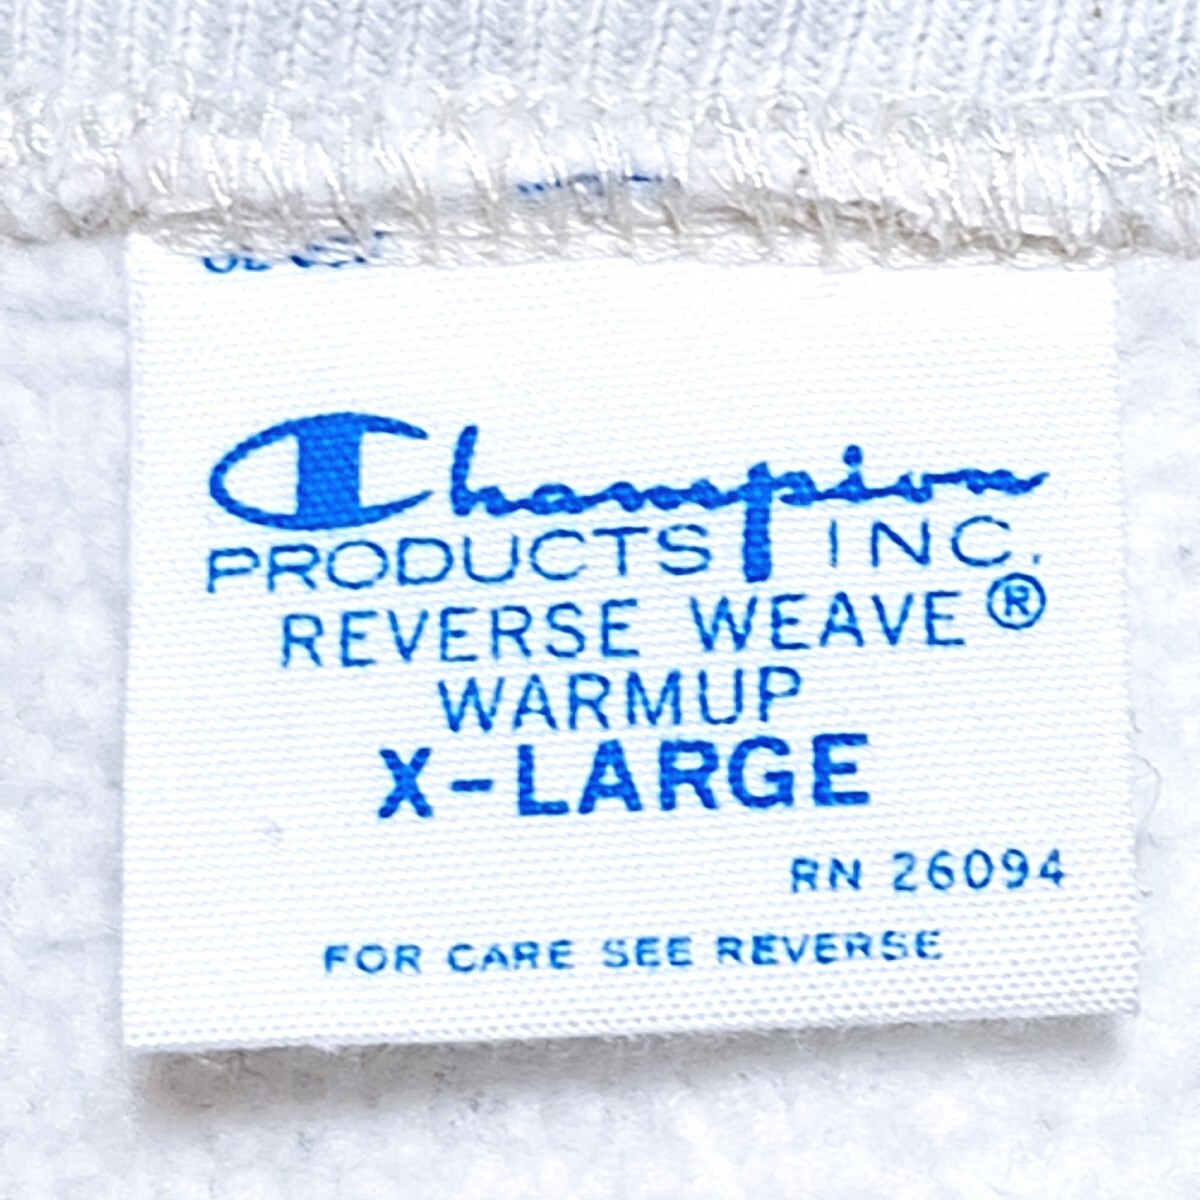 Champion
PRODUCTS INC.
REVERSE WEAVE®
WARMUP
X-LARGE
RN 26094
FOR CARE SEE REVERSE